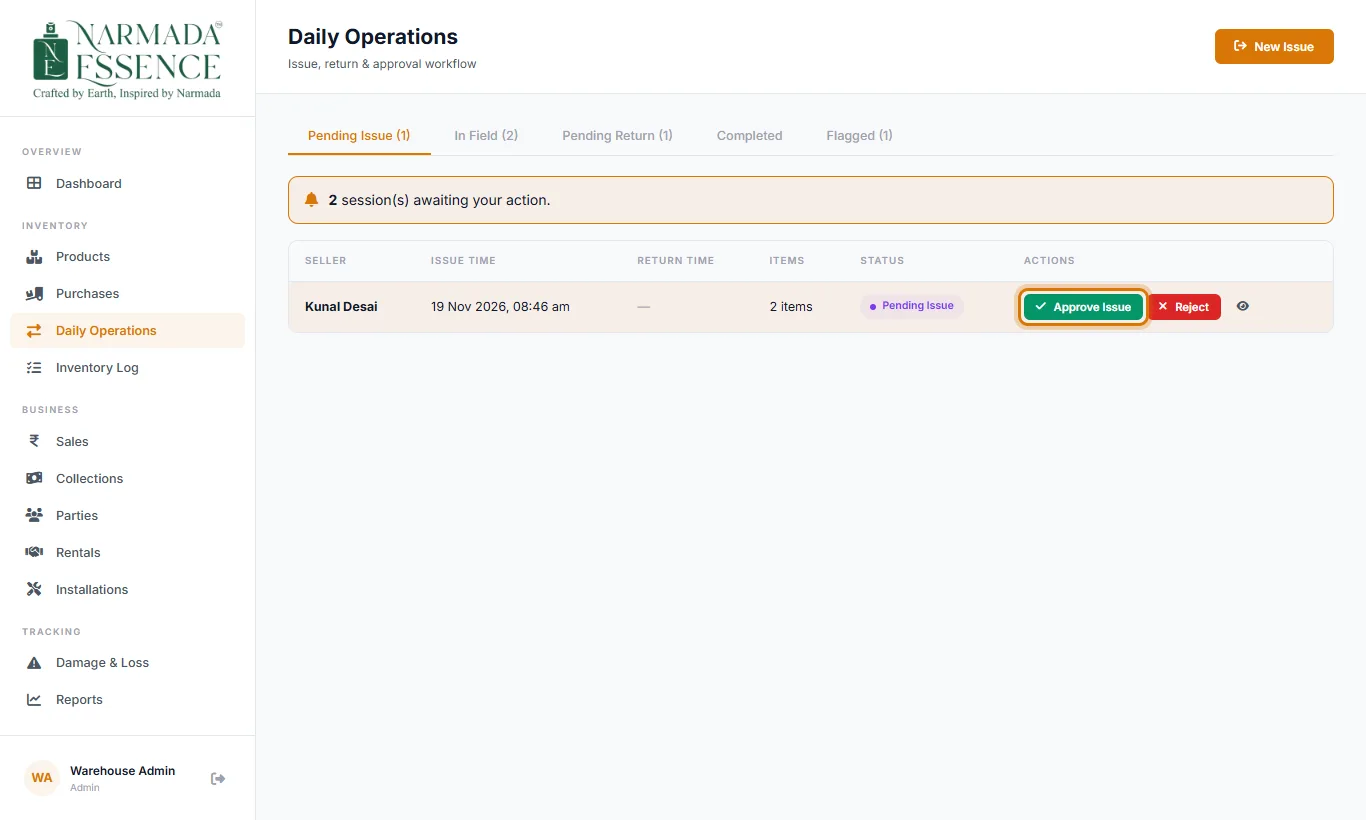 NARMADA
ESSENCE
NE
Crafted by Earth, Inspired by Narmada
OVERVIEW
Dashboard
INVENTORY
Products
Purchases
Daily Operations
Inventory Log
BUSINESS
Sales
Collections
Parties
Rentals
Installations
TRACKING
Damage & Loss
Reports
WA
Warehouse Admin
Admin
Daily Operations
Issue, return & approval workflow
New Issue
Pending Issue (1) In Field (2) Pending Return (1) Completed Flagged (1)
2 session(s) awaiting your action.
SELLER ISSUE TIME RETURN TIME ITEMS STATUS ACTIONS
Kunal Desai 19 Nov 2026, 08:46 am — 2 items Pending Issue Approve Issue Reject